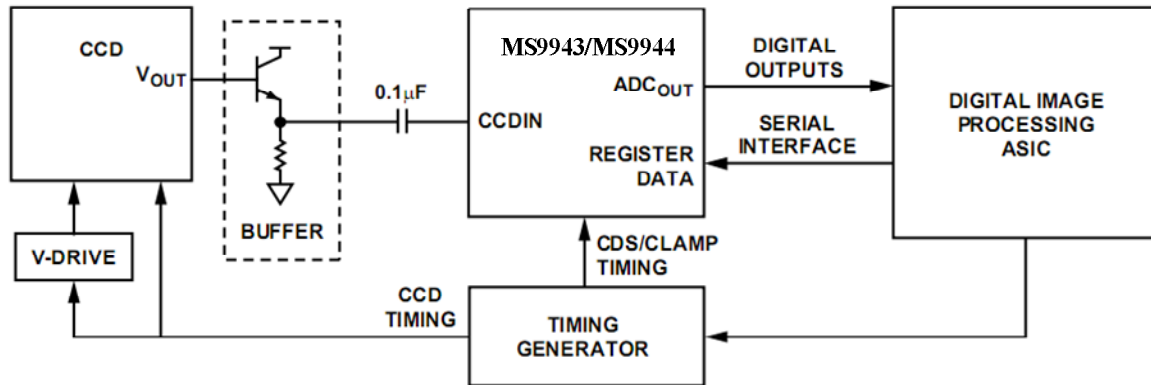 CCD
VOUT
BUFFER
0.1µF
MS9943/MS9944
ADCOUT
CCDIN
REGISTER
DATA
DIGITAL
OUTPUTS
SERIAL
INTERFACE
DIGITAL IMAGE
PROCESSING
ASIC
V-DRIVE
CCD
TIMING
CDS/CLAMP
TIMING
TIMING
GENERATOR